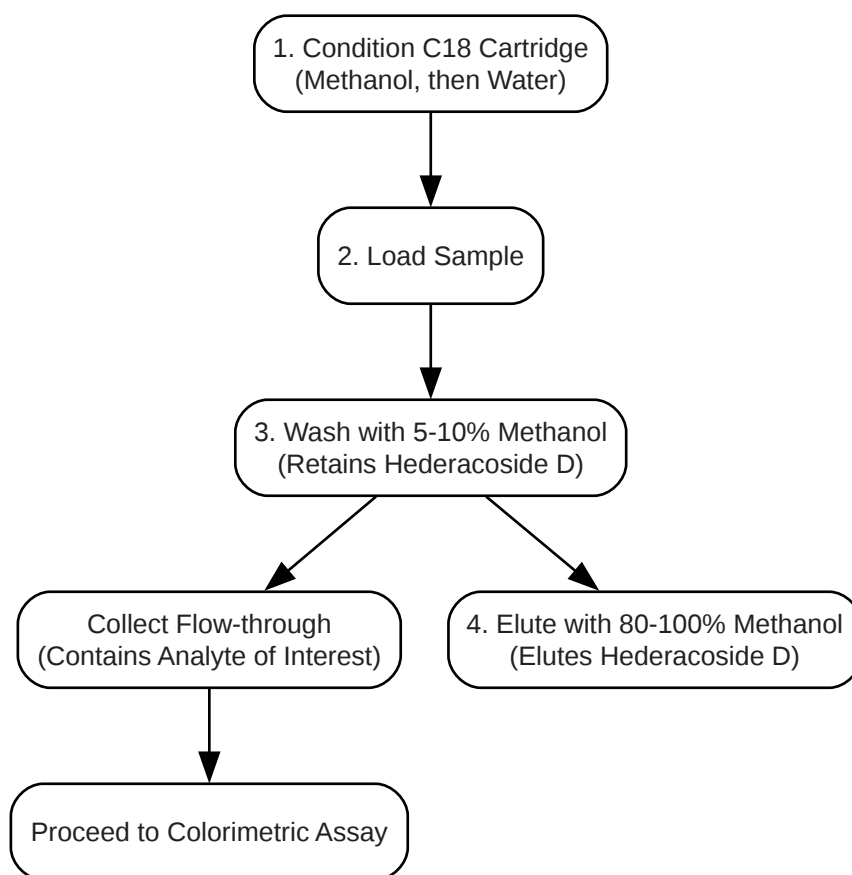 1. Condition C18 Cartridge
(Methanol, then Water)
2. Load Sample
3. Wash with 5-10% Methanol
(Retains Hederacoside D)
Collect Flow-through
(Contains Analyte of Interest)
4. Elute with 80-100% Methanol
(Elutes Hederacoside D)
Proceed to Colorimetric Assay